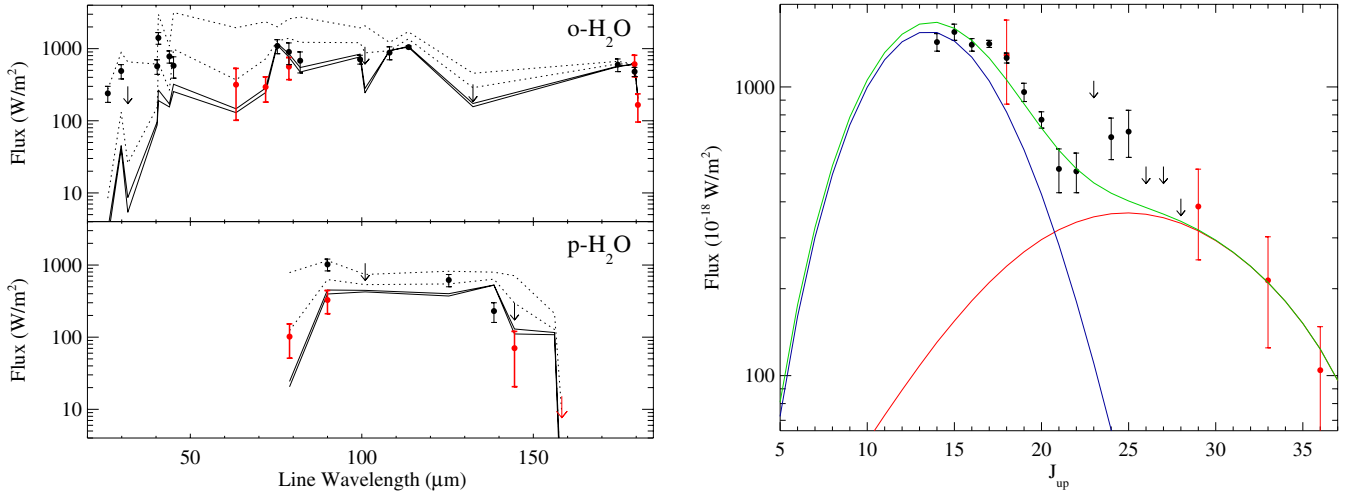 o-H₂O
1000
100
10
Flux (W/m²)
p-H₂O
1000
100
10
Flux (W/m²)
50 100 150
Line Wavelength (μm)
1000
100
Flux (10⁻¹⁸ W/m²)
5 10 15 20 25 30 35
J_up